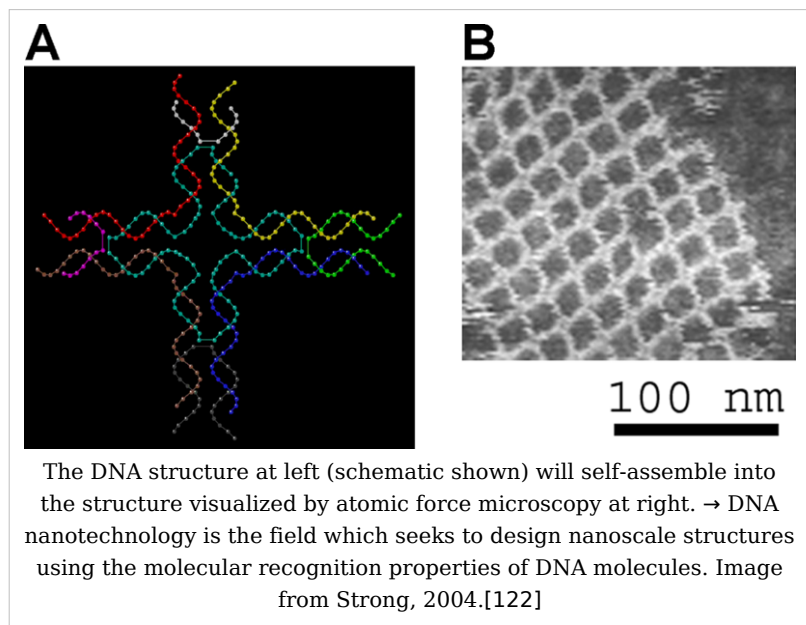 A
B
100 nm
The DNA structure at left (schematic shown) will self-assemble into
the structure visualized by atomic force microscopy at right. → DNA
nanotechnology is the field which seeks to design nanoscale structures
using the molecular recognition properties of DNA molecules. Image
from Strong, 2004.[122]